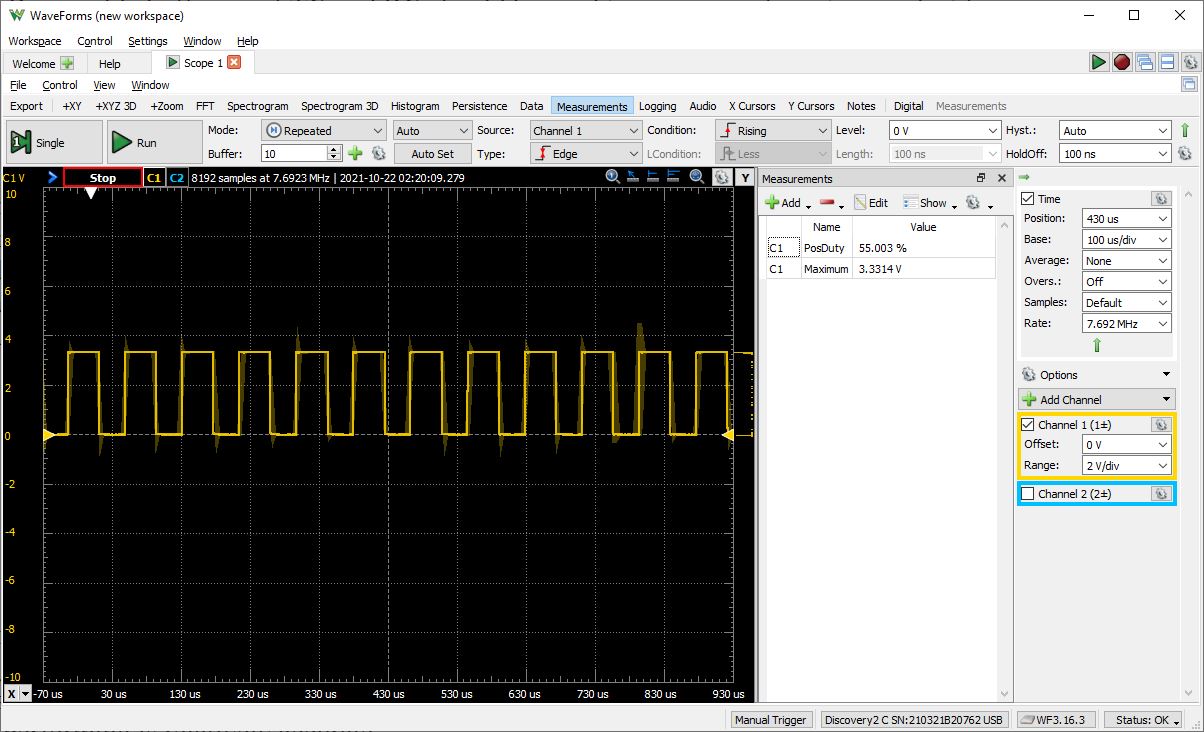 WaveForms (new workspace)
Workspace Control Settings Window Help
Welcome Help Scope 1
File Control View Window
Export +XY +XYZ 3D +Zoom FFT Spectrogram Spectrogram 3D Histogram Persistence Data Measurements Logging Audio X Cursors Y Cursors Notes Digital Measurements
Single Run Mode: Repeated Auto Source: Channel 1 Condition: Rising Level: 0 V Hyst.: Auto
Buffer: 10 Auto Set Type: Edge LCondition: Less Length: 100 ns HoldOff: 100 ns
C1 V Stop C1 C2 8192 samples at 7.6923 MHz | 2021-10-22 02:20:09.279 Y
10
8
6
4
2
0
-2
-4
-6
-8
-10
X -70 us 30 us 130 us 230 us 330 us 430 us 530 us 630 us 730 us 830 us 930 us
Measurements
Add Edit Show
Name Value
C1 PosDuty 55.003 %
C1 Maximum 3.3314 V
Time
Position: 430 us
Base: 100 us/div
Average: None
Overs.: Off
Samples: Default
Rate: 7.692 MHz
Options
Add Channel
Channel 1 (1±)
Offset: 0 V
Range: 2 V/div
Channel 2 (2±)
Manual Trigger Discovery2 C SN:210321B20762 USB WF3.16.3 Status: OK